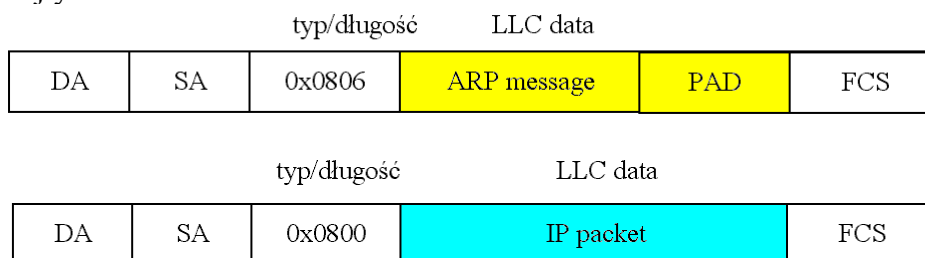 typ/długość LLC data
DA SA 0x0806 ARP message PAD FCS
typ/długość LLC data
DA SA 0x0800 IP packet FCS